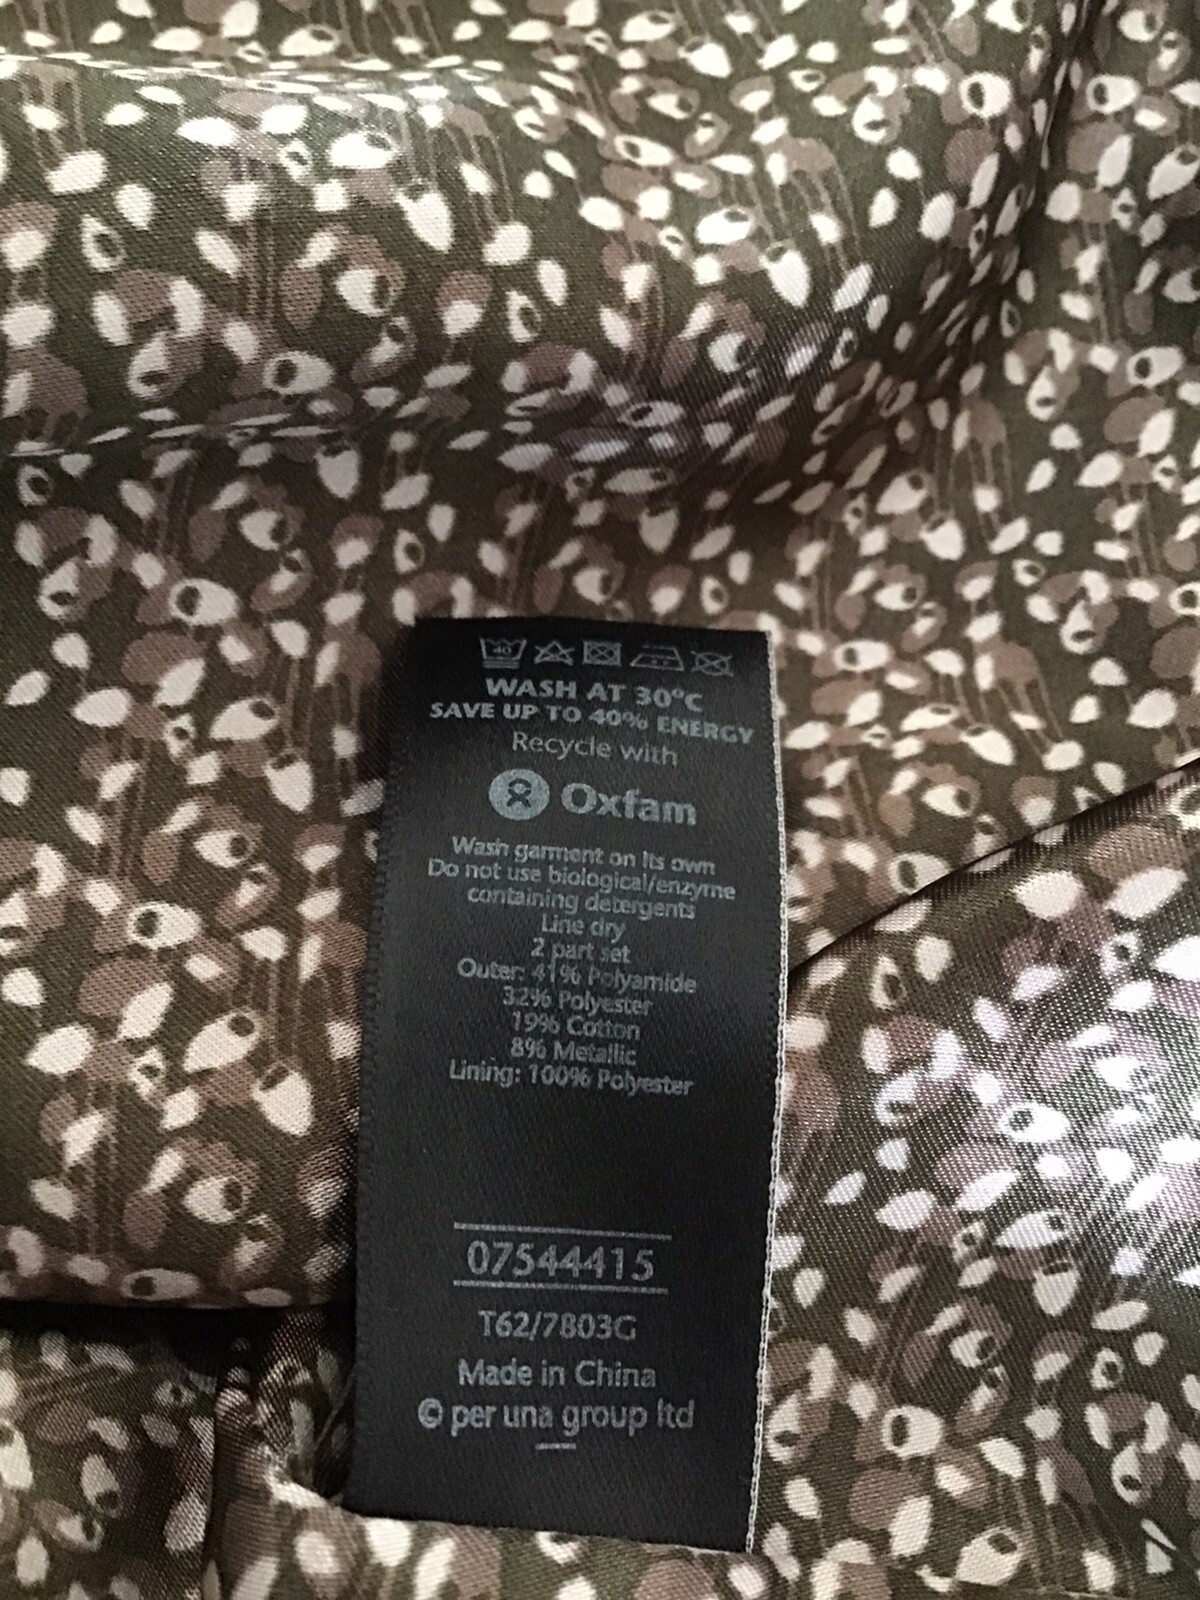 40
WASH AT 30°C
SAVE UP TO 40% ENERGY
Recycle with
Oxfam
Wash garment on its own
Do not use biological/enzyme
containing detergents
Line dry
2 part set
Outer: 41% Polyamide
32% Polyester
19% Cotton
8% Metallic
Lining: 100% Polyester
07544415
T62/7803G
Made in China
© per una group ltd